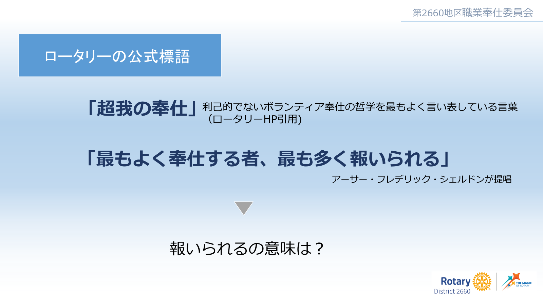 第2660地区職業奉仕委員会
ロータリーの公式標語
「超我の奉仕」利己的でないボランティア奉仕の哲学を最もよく言い表している言葉
（ロータリーHP引用)
「最もよく奉仕する者、最も多く報いられる」
アーサー・フレデリック・シェルドンが提唱
報いられるの意味は？
Rotary
District 2660